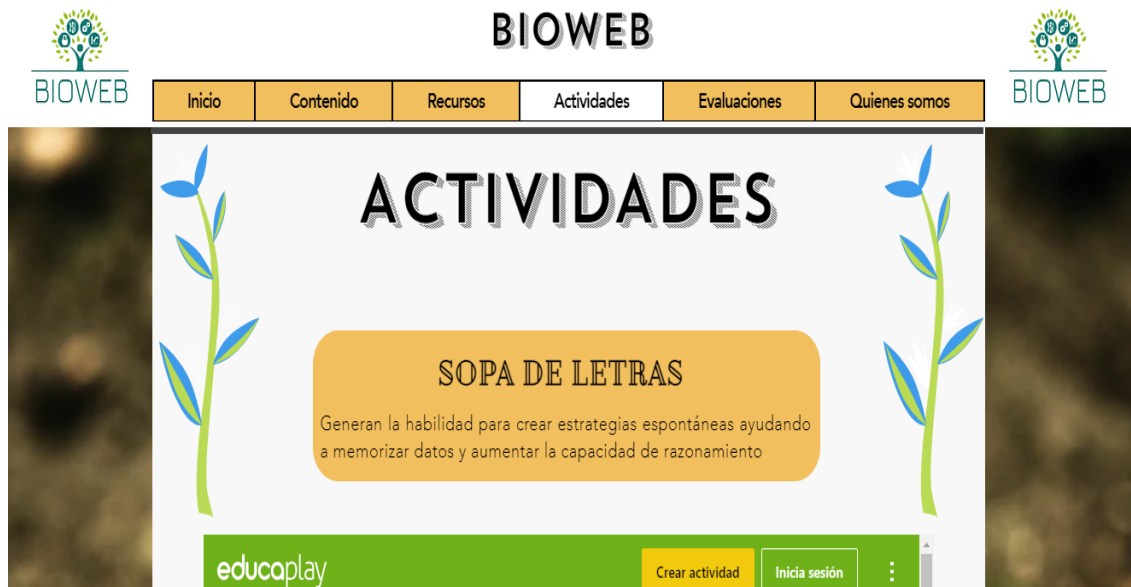 BIOWEB
BIOWEB
BIOWEB
Inicio Contenido Recursos Actividades Evaluaciones Quienes somos
ACTIVIDADES
SOPA DE LETRAS
Generan la habilidad para crear estrategias espontáneas ayudando
a memorizar datos y aumentar la capacidad de razonamiento
educaplay Crear actividad Inicia sesión